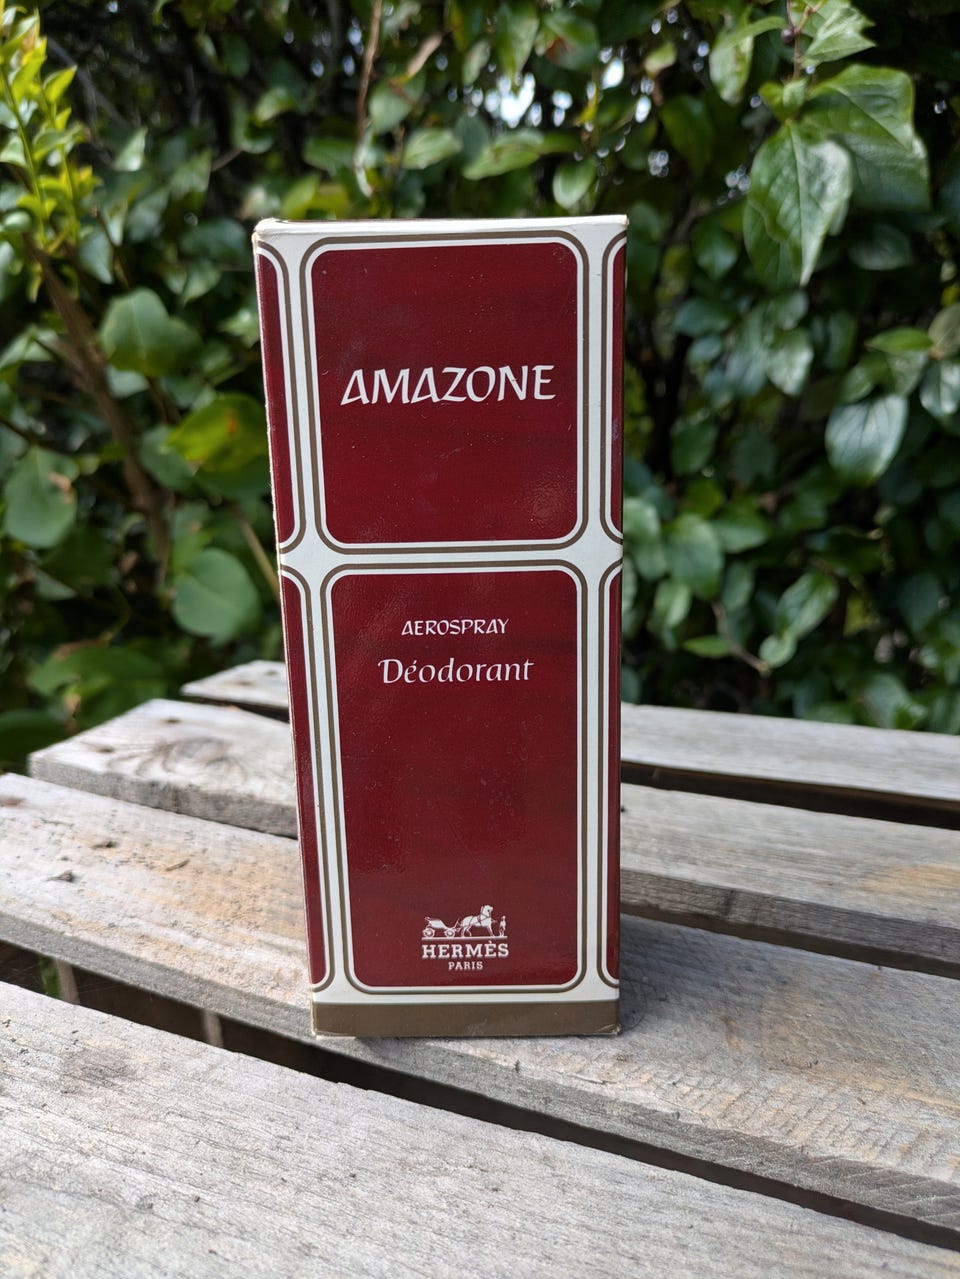 AMAZONE
AEROSPRAY
Déodorant
HERMÈS
PARIS